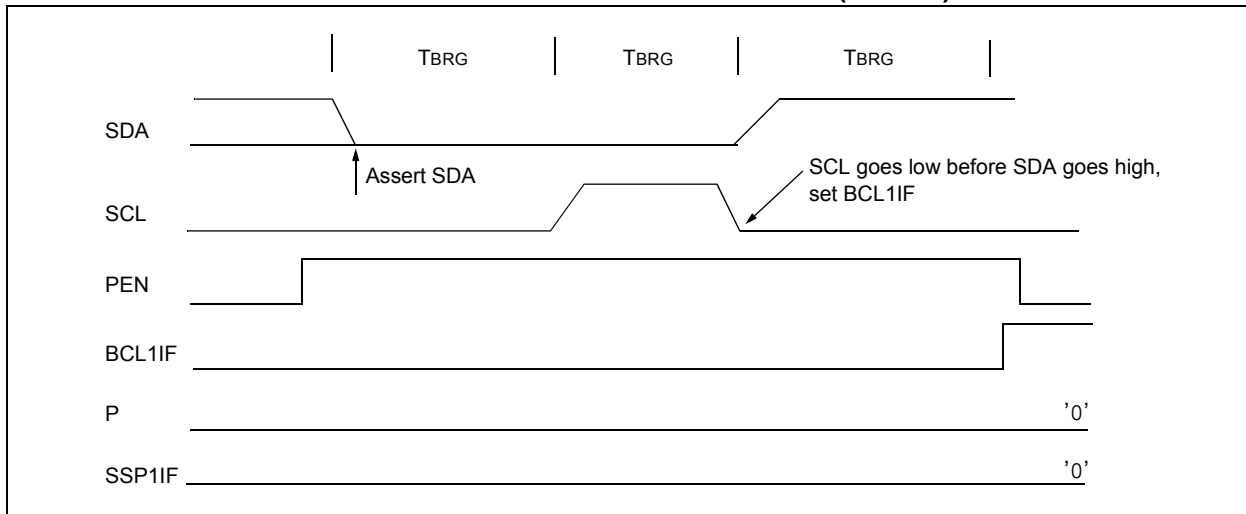 TBRG TBRG TBRG
SDA
Assert SDA
SCL goes low before SDA goes high,
set BCL1IF
SCL
PEN
BCL1IF
P '0'
SSP1IF '0'